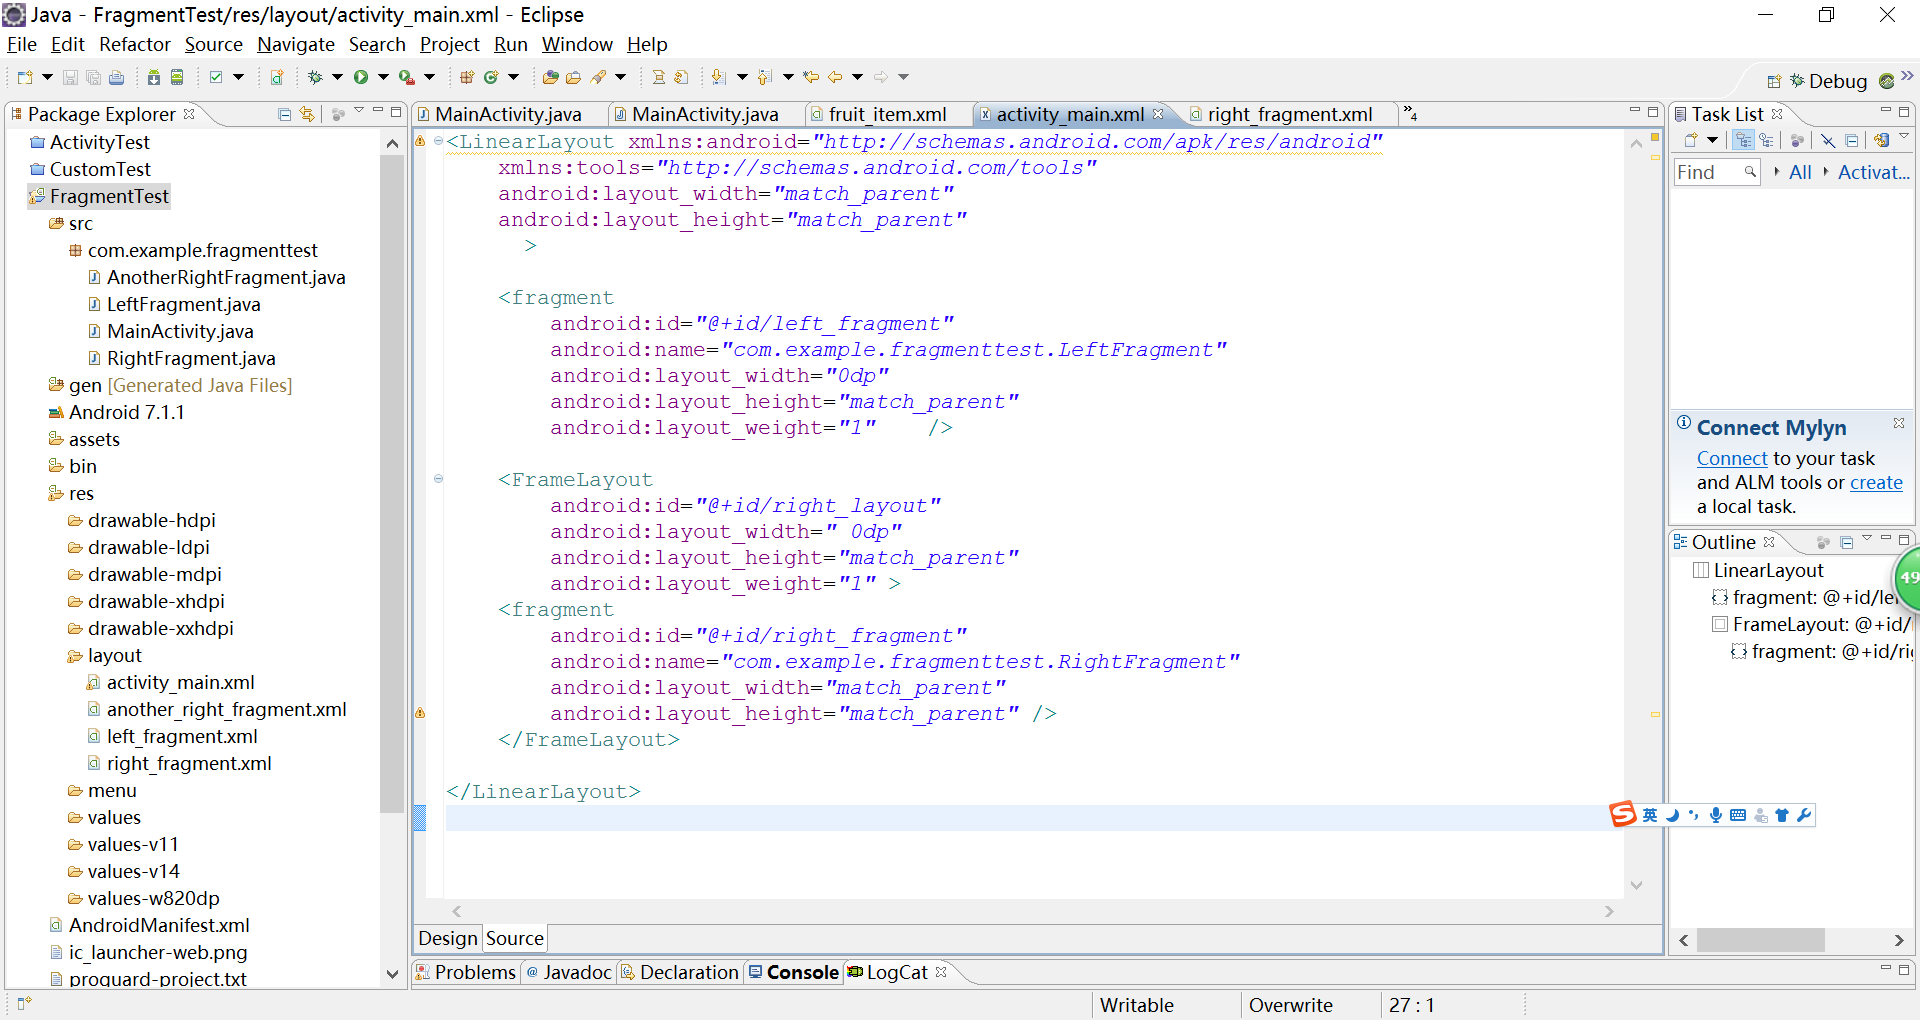 Java - FragmentTest/res/layout/activity_main.xml - Eclipse
File Edit Refactor Source Navigate Search Project Run Window Help
Debug
Package Explorer
ActivityTest
CustomTest
FragmentTest
src
com.example.fragmenttest
AnotherRightFragment.java
LeftFragment.java
MainActivity.java
RightFragment.java
gen [Generated Java Files]
Android 7.1.1
assets
bin
res
drawable-hdpi
drawable-ldpi
drawable-mdpi
drawable-xhdpi
drawable-xxhdpi
layout
activity_main.xml
another_right_fragment.xml
left_fragment.xml
right_fragment.xml
menu
values
values-v11
values-v14
values-w820dp
AndroidManifest.xml
ic_launcher-web.png
proguard-project.txt
MainActivity.java MainActivity.java fruit_item.xml activity_main.xml right_fragment.xml »4
<LinearLayout xmlns:android="http://schemas.android.com/apk/res/android"
xmlns:tools="http://schemas.android.com/tools"
android:layout_width="match_parent"
android:layout_height="match_parent"
>
<fragment
android:id="@+id/left_fragment"
android:name="com.example.fragmenttest.LeftFragment"
android:layout_width="0dp"
android:layout_height="match_parent"
android:layout_weight="1" />
<FrameLayout
android:id="@+id/right_layout"
android:layout_width=" 0dp"
android:layout_height="match_parent"
android:layout_weight="1" >
<fragment
android:id="@+id/right_fragment"
android:name="com.example.fragmenttest.RightFragment"
android:layout_width="match_parent"
android:layout_height="match_parent" />
</FrameLayout>
</LinearLayout>
Design Source
Problems Javadoc Declaration Console LogCat
Task List
Find All Activat...
Connect Mylyn
Connect to your task
and ALM tools or create
a local task.
Outline
LinearLayout
fragment: @+id/le
FrameLayout: @+id/
fragment: @+id/ri
49
英
Writable Overwrite 27 : 1